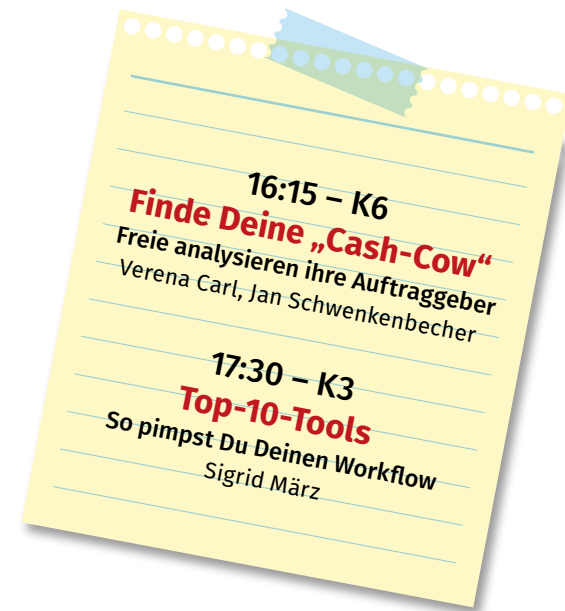 16:15 – K6
Finde Deine „Cash-Cow“
Freie analysieren ihre Auftraggeber
Verena Carl, Jan Schwenkenbecher
17:30 – K3
Top-10-Tools
So pimpst Du Deinen Workflow
Sigrid März